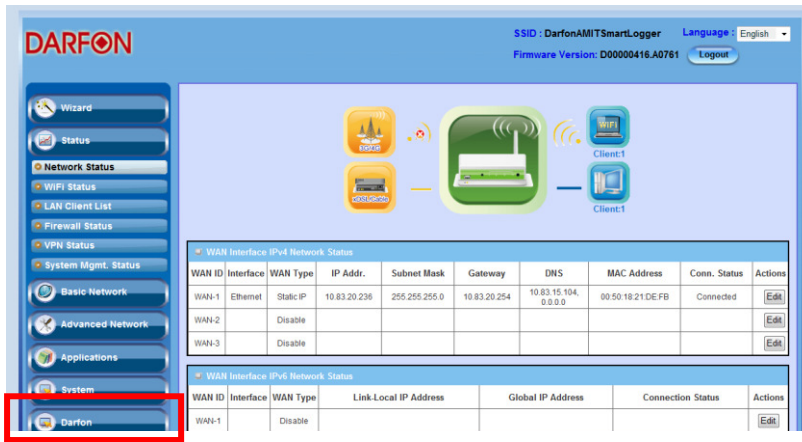 DARFON
SSID : DarfonAMITSmartLogger Language : English
Firmware Version: D00000416.A0761 Logout
Wizard
Status
Network Status
WiFi Status
LAN Client List
Firewall Status
VPN Status
System Mgmt. Status
Basic Network
Advanced Network
Applications
System
Darfon
3G/4G
WiFi
Client:1
xDSL/Cable
Client:1
WAN Interface IPv4 Network Status
WAN ID Interface WAN Type IP Addr. Subnet Mask Gateway DNS MAC Address Conn. Status Actions
WAN-1 Ethernet Static IP 10.83.20.236 255.255.255.0 10.83.20.254 10.83.15.104, 0.0.0.0 00:50:18:21:DE:FB Connected Edit
WAN-2 Disable Edit
WAN-3 Disable Edit
WAN Interface IPv6 Network Status
WAN ID Interface WAN Type Link-Local IP Address Global IP Address Connection Status Actions
WAN-1 Disable Edit